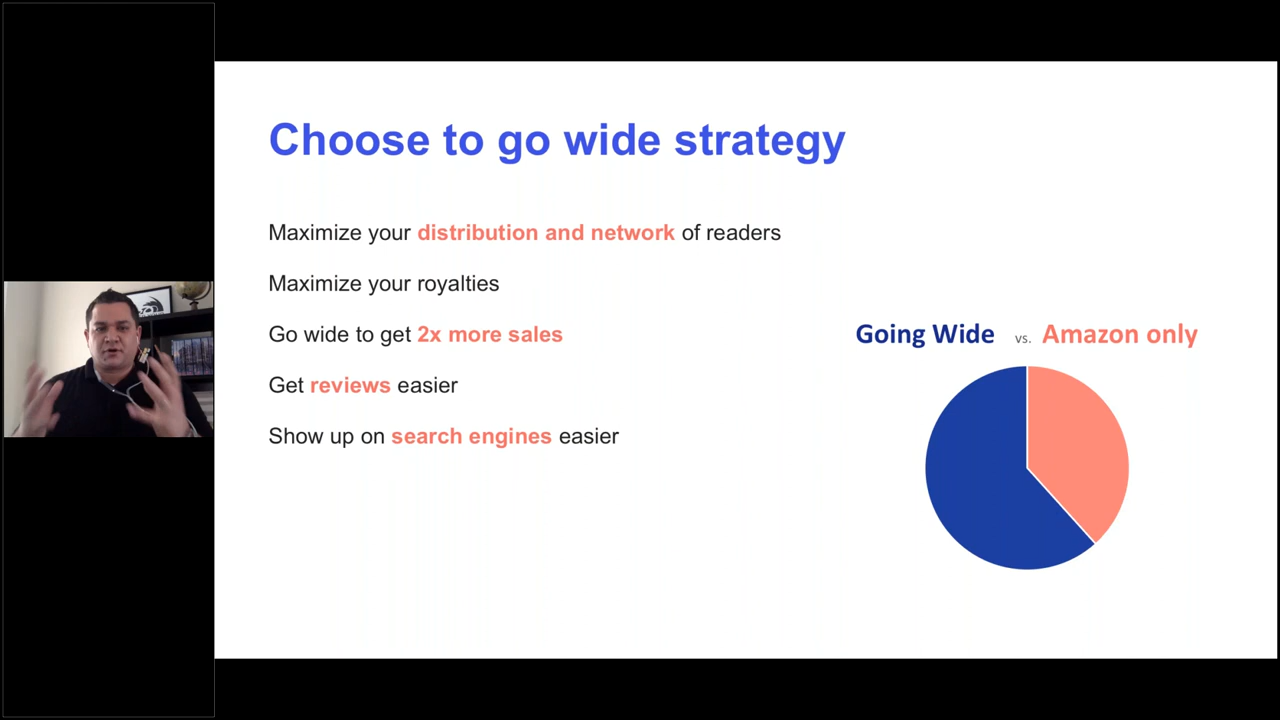 Choose to go wide strategy
Maximize your distribution and network of readers
Maximize your royalties
Go wide to get 2x more sales
Get reviews easier
Show up on search engines easier
Going Wide vs. Amazon only